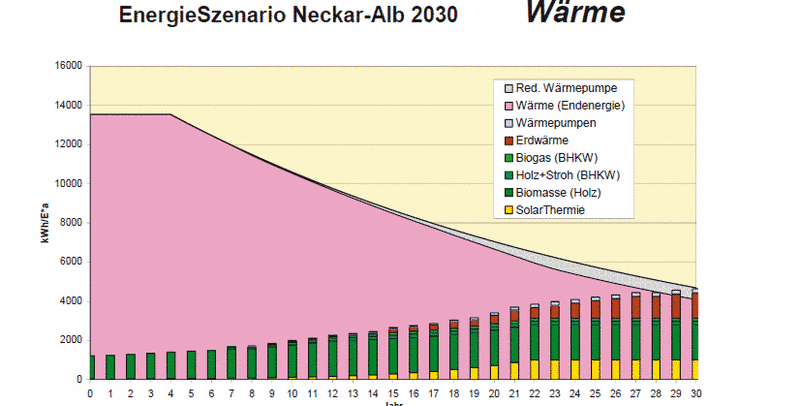 EnergieSzenario Neckar-Alb 2030 Wärme
16000
14000
12000
10000
8000
6000
4000
2000
0
kWh/E*a
Red. Wärmepumpe
Wärme (Endenergie)
Wärmepumpen
Erdwärme
Biogas (BHKW)
Holz+Stroh (BHKW)
Biomasse (Holz)
SolarThermie
0 1 2 3 4 5 6 7 8 9 10 11 12 13 14 15 16 17 18 19 20 21 22 23 24 25 26 27 28 29 30
Jahr